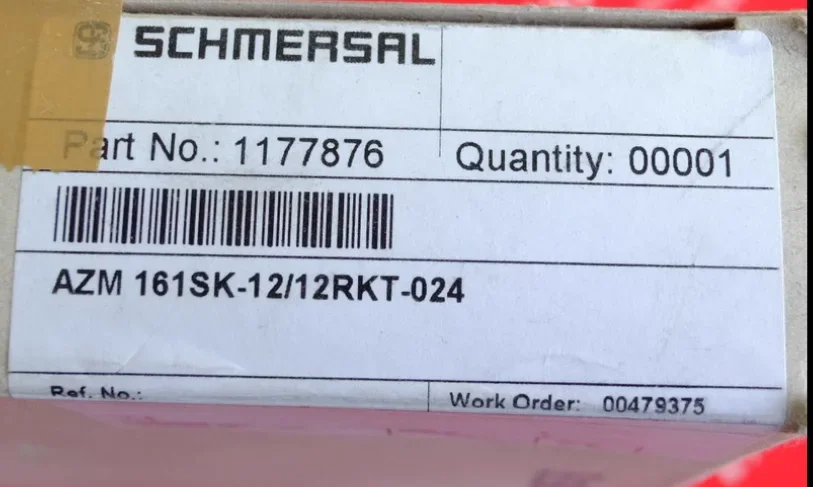 SCHMERSAL
Part No.: 1177876
Quantity: 00001
AZM 161SK-12/12RKT-024
Ref. No.:
Work Order: 00479375